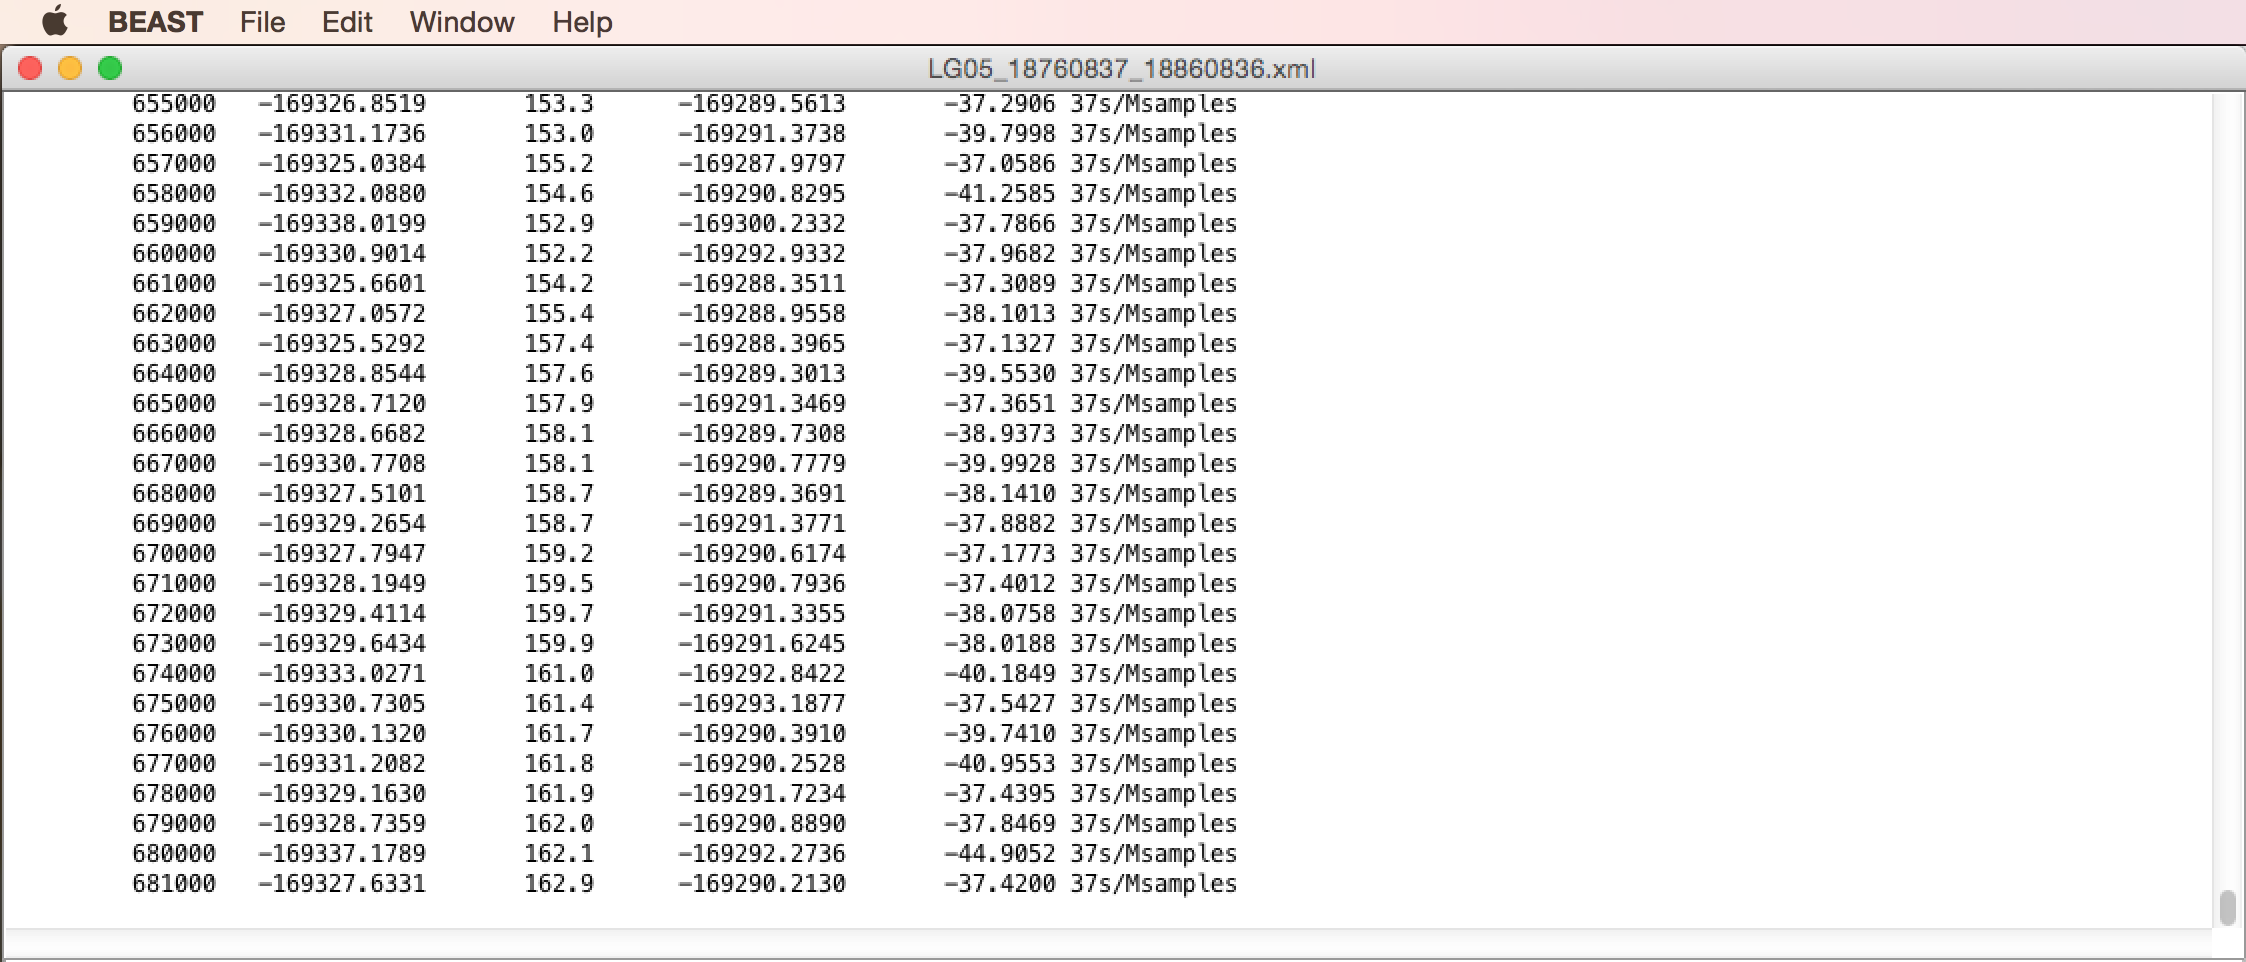 BEAST File Edit Window Help
LG05_18760837_18860836.xml
655000 -169326.8519 153.3 -169289.5613 -37.2906 37s/Msamples
656000 -169331.1736 153.0 -169291.3738 -39.7998 37s/Msamples
657000 -169325.0384 155.2 -169287.9797 -37.0586 37s/Msamples
658000 -169332.0880 154.6 -169290.8295 -41.2585 37s/Msamples
659000 -169338.0199 152.9 -169300.2332 -37.7866 37s/Msamples
660000 -169330.9014 152.2 -169292.9332 -37.9682 37s/Msamples
661000 -169325.6601 154.2 -169288.3511 -37.3089 37s/Msamples
662000 -169327.0572 155.4 -169288.9558 -38.1013 37s/Msamples
663000 -169325.5292 157.4 -169288.3965 -37.1327 37s/Msamples
664000 -169328.8544 157.6 -169289.3013 -39.5530 37s/Msamples
665000 -169328.7120 157.9 -169291.3469 -37.3651 37s/Msamples
666000 -169328.6682 158.1 -169289.7308 -38.9373 37s/Msamples
667000 -169330.7708 158.1 -169290.7779 -39.9928 37s/Msamples
668000 -169327.5101 158.7 -169289.3691 -38.1410 37s/Msamples
669000 -169329.2654 158.7 -169291.3771 -37.8882 37s/Msamples
670000 -169327.7947 159.2 -169290.6174 -37.1773 37s/Msamples
671000 -169328.1949 159.5 -169290.7936 -37.4012 37s/Msamples
672000 -169329.4114 159.7 -169291.3355 -38.0758 37s/Msamples
673000 -169329.6434 159.9 -169291.6245 -38.0188 37s/Msamples
674000 -169333.0271 161.0 -169292.8422 -40.1849 37s/Msamples
675000 -169330.7305 161.4 -169293.1877 -37.5427 37s/Msamples
676000 -169330.1320 161.7 -169290.3910 -39.7410 37s/Msamples
677000 -169331.2082 161.8 -169290.2528 -40.9553 37s/Msamples
678000 -169329.1630 161.9 -169291.7234 -37.4395 37s/Msamples
679000 -169328.7359 162.0 -169290.8890 -37.8469 37s/Msamples
680000 -169337.1789 162.1 -169292.2736 -44.9052 37s/Msamples
681000 -169327.6331 162.9 -169290.2130 -37.4200 37s/Msamples